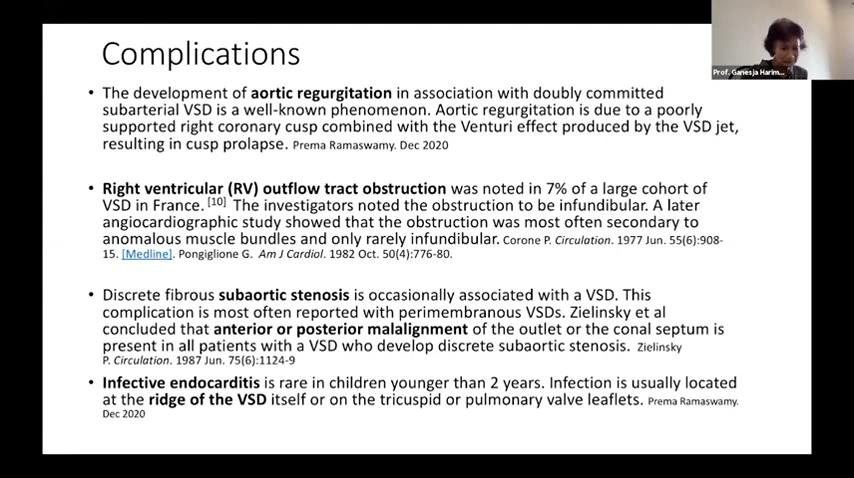 Complications
Prof. Ganesja Harim...
• The development of aortic regurgitation in association with doubly committed
subarterial VSD is a well-known phenomenon. Aortic regurgitation is due to a poorly
supported right coronary cusp combined with the Venturi effect produced by the VSD jet,
resulting in cusp prolapse. Prema Ramaswamy. Dec 2020
• Right ventricular (RV) outflow tract obstruction was noted in 7% of a large cohort of
VSD in France. [10] The investigators noted the obstruction to be infundibular. A later
angiocardiographic study showed that the obstruction was most often secondary to
anomalous muscle bundles and only rarely infundibular. Corone P. Circulation. 1977 Jun. 55(6):908-
15. [Medline]. Pongiglione G. Am J Cardiol. 1982 Oct. 50(4):776-80.
• Discrete fibrous subaortic stenosis is occasionally associated with a VSD. This
complication is most often reported with perimembranous VSDs. Zielinsky et al
concluded that anterior or posterior malalignment of the outlet or the conal septum is
present in all patients with a VSD who develop discrete subaortic stenosis. Zielinsky
P. Circulation. 1987 Jun. 75(6):1124-9
• Infective endocarditis is rare in children younger than 2 years. Infection is usually located
at the ridge of the VSD itself or on the tricuspid or pulmonary valve leaflets. Prema Ramaswamy.
Dec 2020